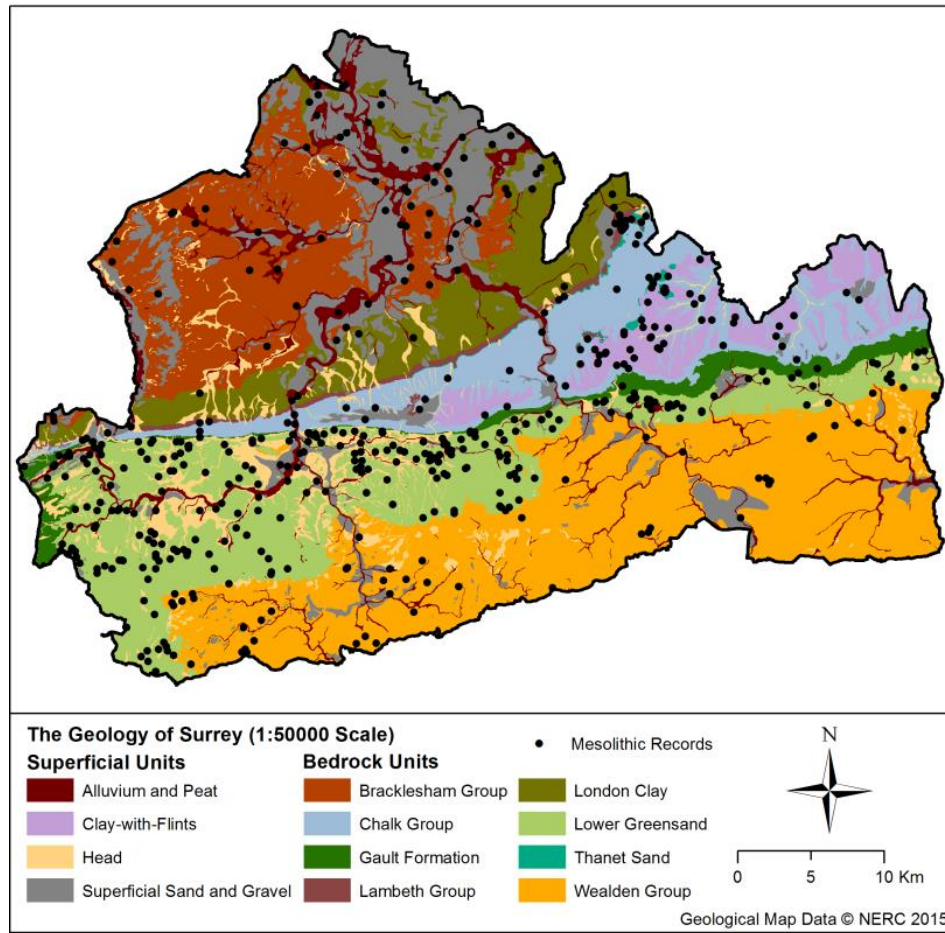 The Geology of Surrey (1:50000 Scale)
Superficial Units
Alluvium and Peat
Clay-with-Flints
Head
Superficial Sand and Gravel
Bedrock Units
Bracklesham Group
Chalk Group
Gault Formation
Lambeth Group
Mesolithic Records
London Clay
Lower Greensand
Thanet Sand
Wealden Group
N
0 5 10 Km
Geological Map Data © NERC 2015